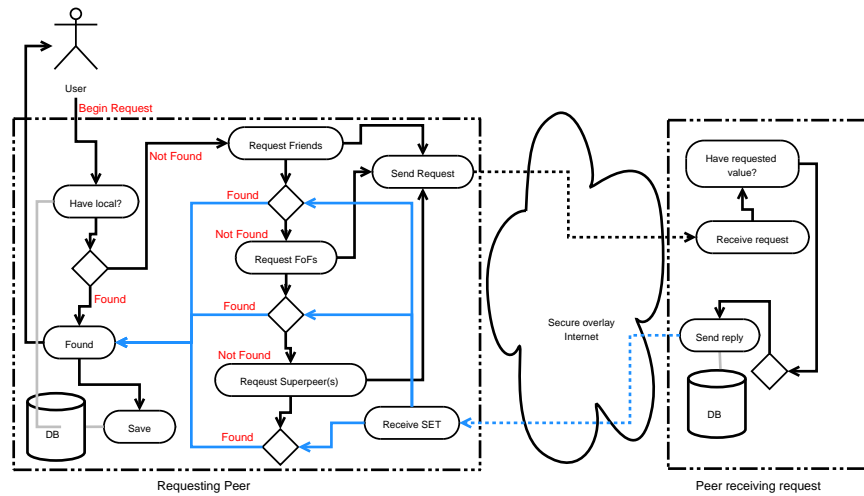 User
Begin Request
Not Found
Request Friends
Send Request
Have requested
value?
Have local?
Found
Not Found
Receive request
Request FoFs
Found
Found
Secure overlay
Internet
Send reply
Found
Not Found
Reqeust Superpeer(s)
DB
DB
Save
Found
Receive SET
Requesting Peer
Peer receiving request